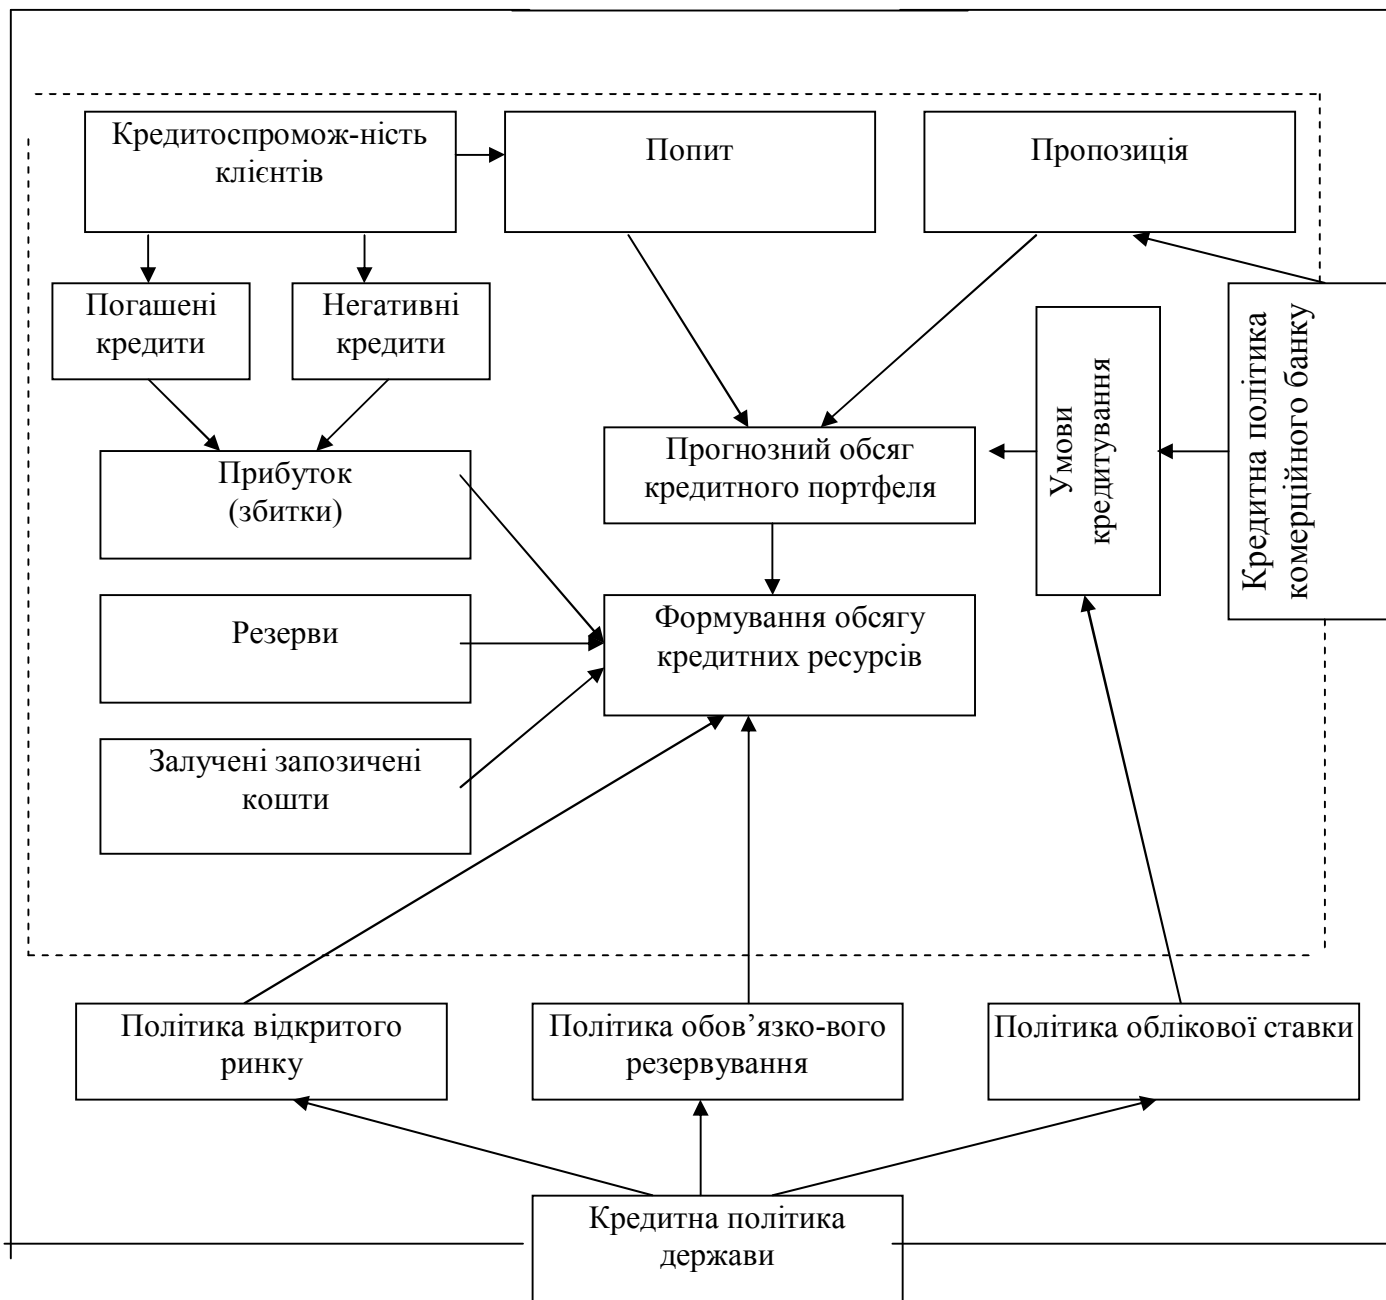 Кредитоспромож-ність
клієнтів
Попит
Пропозиція
Погашені
кредити
Негативні
кредити
Умови
кредитування
Кредитна політика
комерційного банку
Прогнозний обсяг
кредитного портфеля
Прибуток
(збитки)
Резерви
Формування обсягу
кредитних ресурсів
Залучені запозичені
кошти
Політика відкритого
ринку
Політика обов’язко-вого
резервування
Політика облікової ставки
Кредитна політика
держави